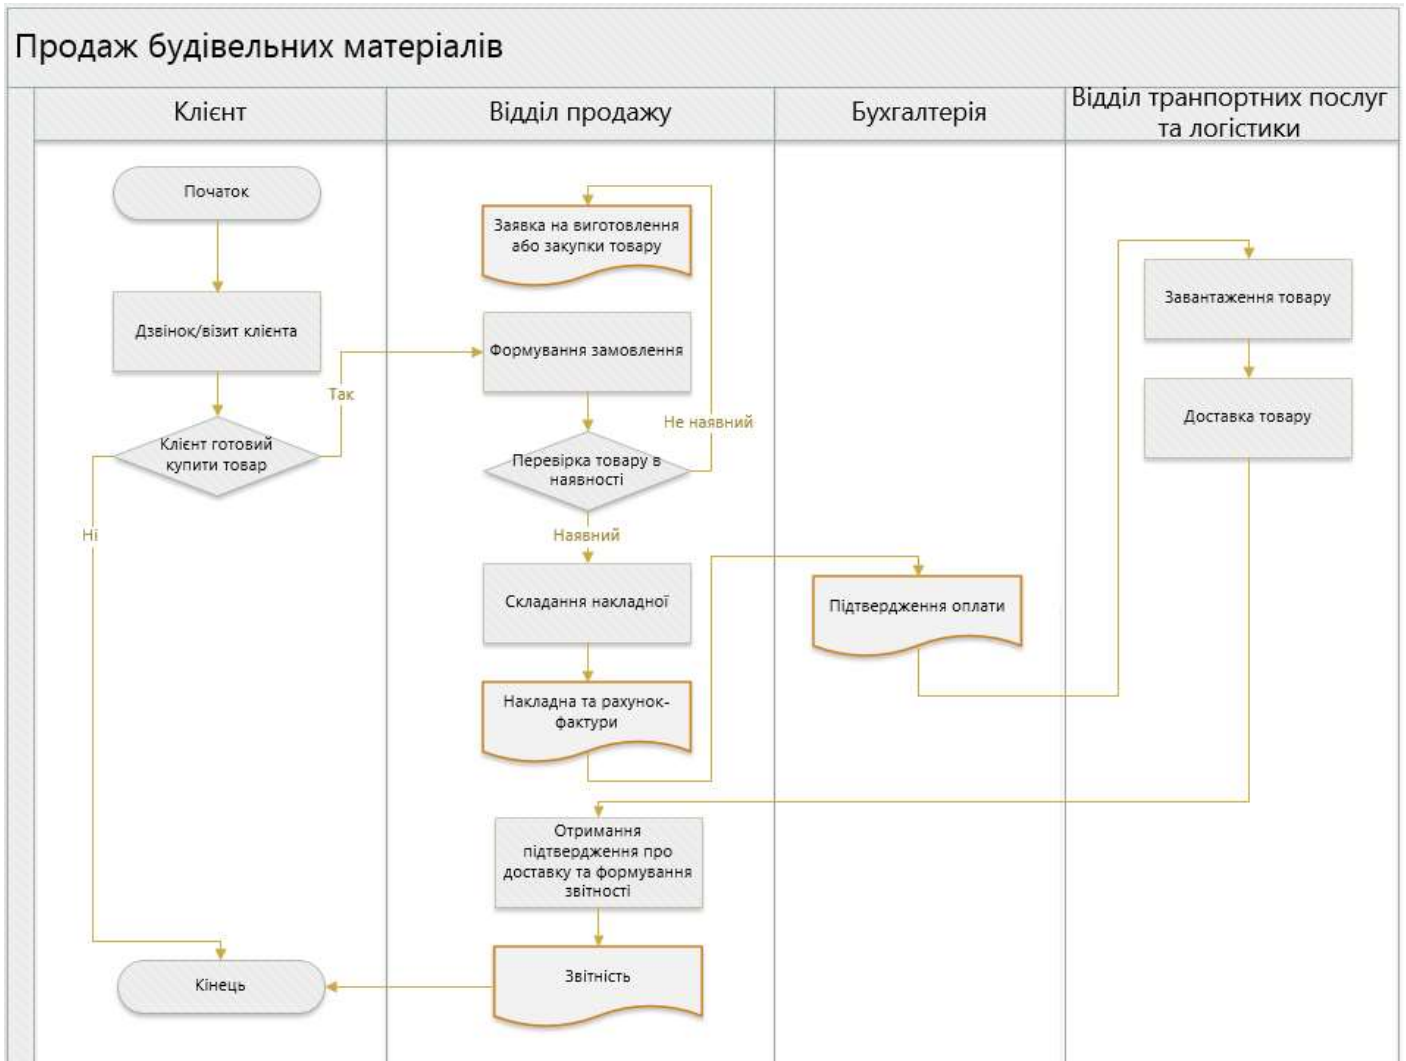 Продаж будівельних матеріалів
Клієнт
Відділ продажу
Бухгалтерія
Відділ транпортних послуг
та логістики
Початок
Дзвінок/візит клієнта
Клієнт готовий
купити товар
Так
Ні
Кінець
Заявка на виготовлення
або закупки товару
Формування замовлення
Не наявний
Перевірка товару в
наявності
Наявний
Складання накладної
Накладна та рахунок-
фактури
Отримання
підтвердження про
доставку та формування
звітності
Звітність
Підтвердження оплати
Завантаження товару
Доставка товару